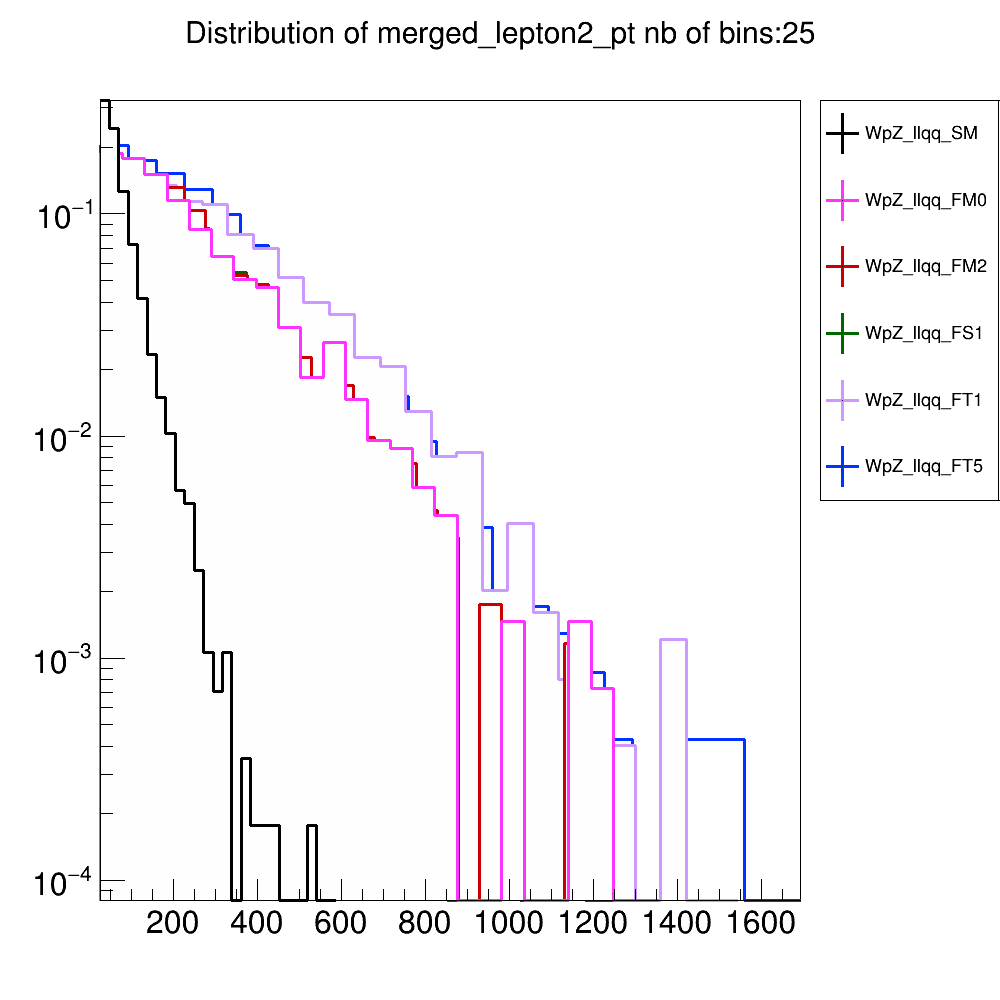 Distribution of merged_lepton2_pt nb of bins:25
WpZ_llqq_SM
WpZ_llqq_FM0
WpZ_llqq_FM2
WpZ_llqq_FS1
WpZ_llqq_FT1
WpZ_llqq_FT5
10⁻¹
10⁻²
10⁻³
10⁻⁴
200 400 600 800 1000 1200 1400 1600